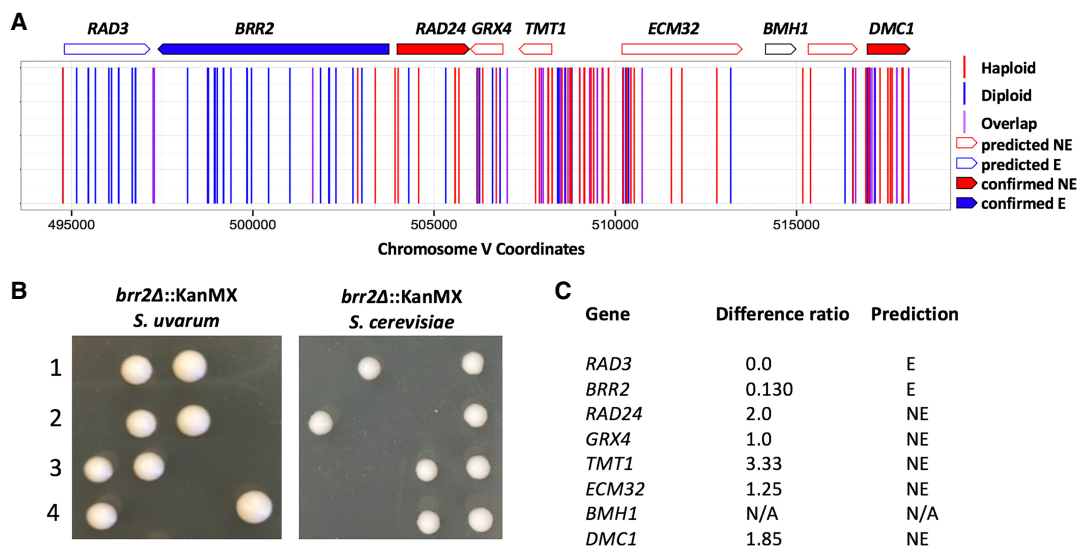 A
RAD3 BRR2 RAD24 GRX4 TMT1 ECM32 BMH1 DMC1
Haploid
Diploid
Overlap
predicted NE
predicted E
confirmed NE
confirmed E
495000 500000 505000 510000 515000
Chromosome V Coordinates
B
brr2Δ::KanMX brr2Δ::KanMX
S. uvarum S. cerevisiae
1
2
3
4
C
Gene Difference ratio Prediction
RAD3 0.0 E
BRR2 0.130 E
RAD24 2.0 NE
GRX4 1.0 NE
TMT1 3.33 NE
ECM32 1.25 NE
BMH1 N/A N/A
DMC1 1.85 NE